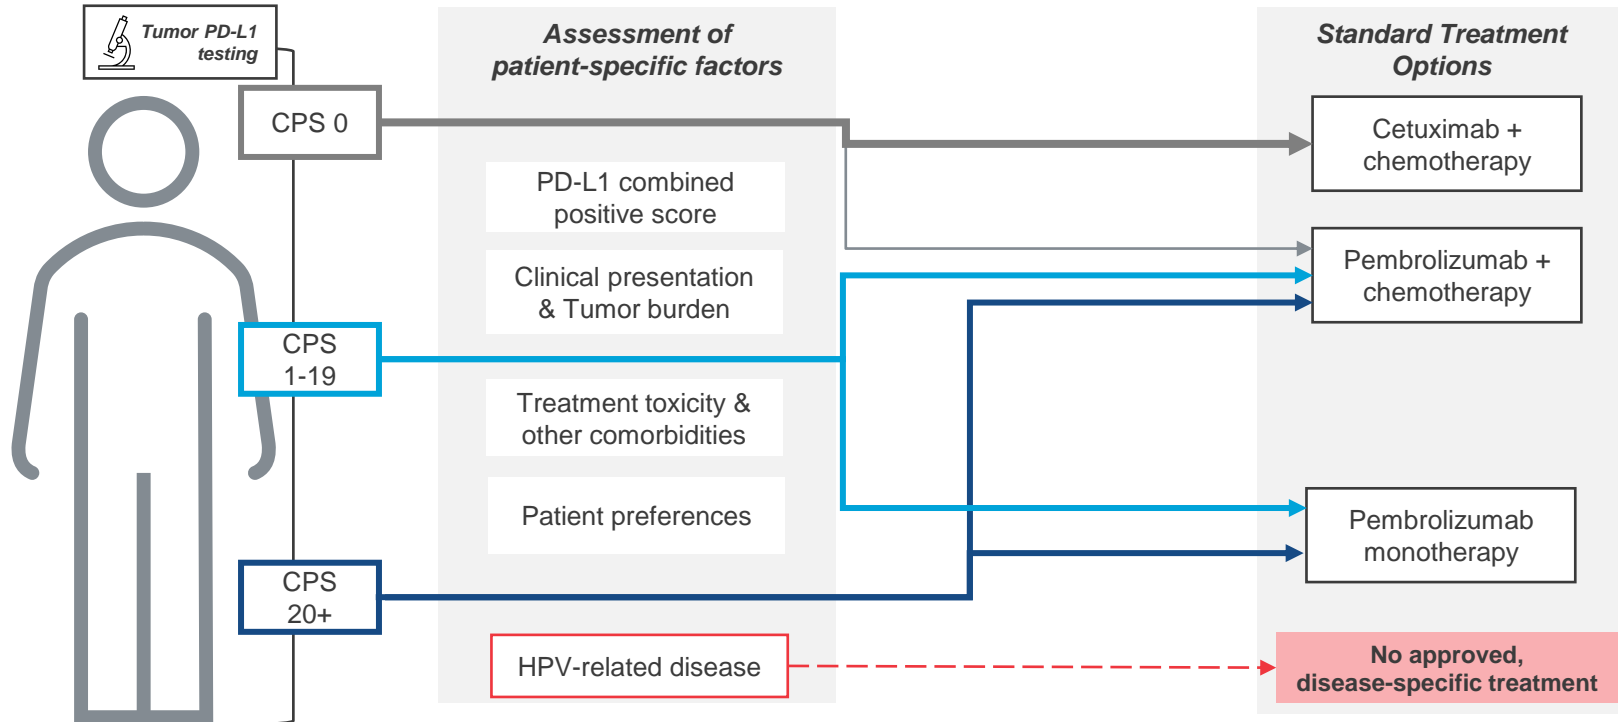 Tumor PD-L1
testing
Assessment of
patient-specific factors
Standard Treatment
Options
CPS 0
Cetuximab +
chemotherapy
PD-L1 combined
positive score
Clinical presentation
& Tumor burden
Pembrolizumab +
chemotherapy
CPS
1-19
Treatment toxicity &
other comorbidities
Patient preferences
Pembrolizumab
monotherapy
CPS
20+
HPV-related disease
No approved,
disease-specific treatment